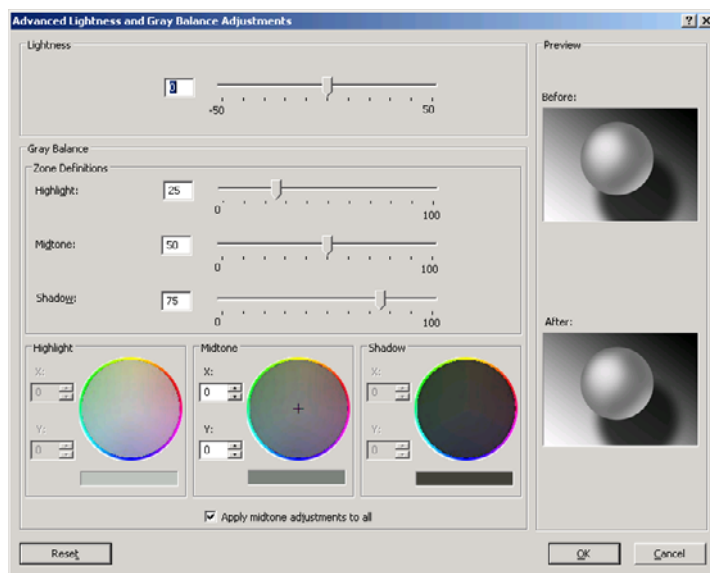 Advanced Lightness and Gray Balance Adjustments
Lightness
0
-50
50
Gray Balance
Zone Definitions
Highlight:
25
0
100
Midtone:
50
0
100
Shadow:
75
0
100
Highlight
X:
0
Y:
0
Midtone
X:
0
Y:
0
Shadow
X:
0
Y:
0
Apply midtone adjustments to all
Preview
Before:
After:
Reset
OK
Cancel